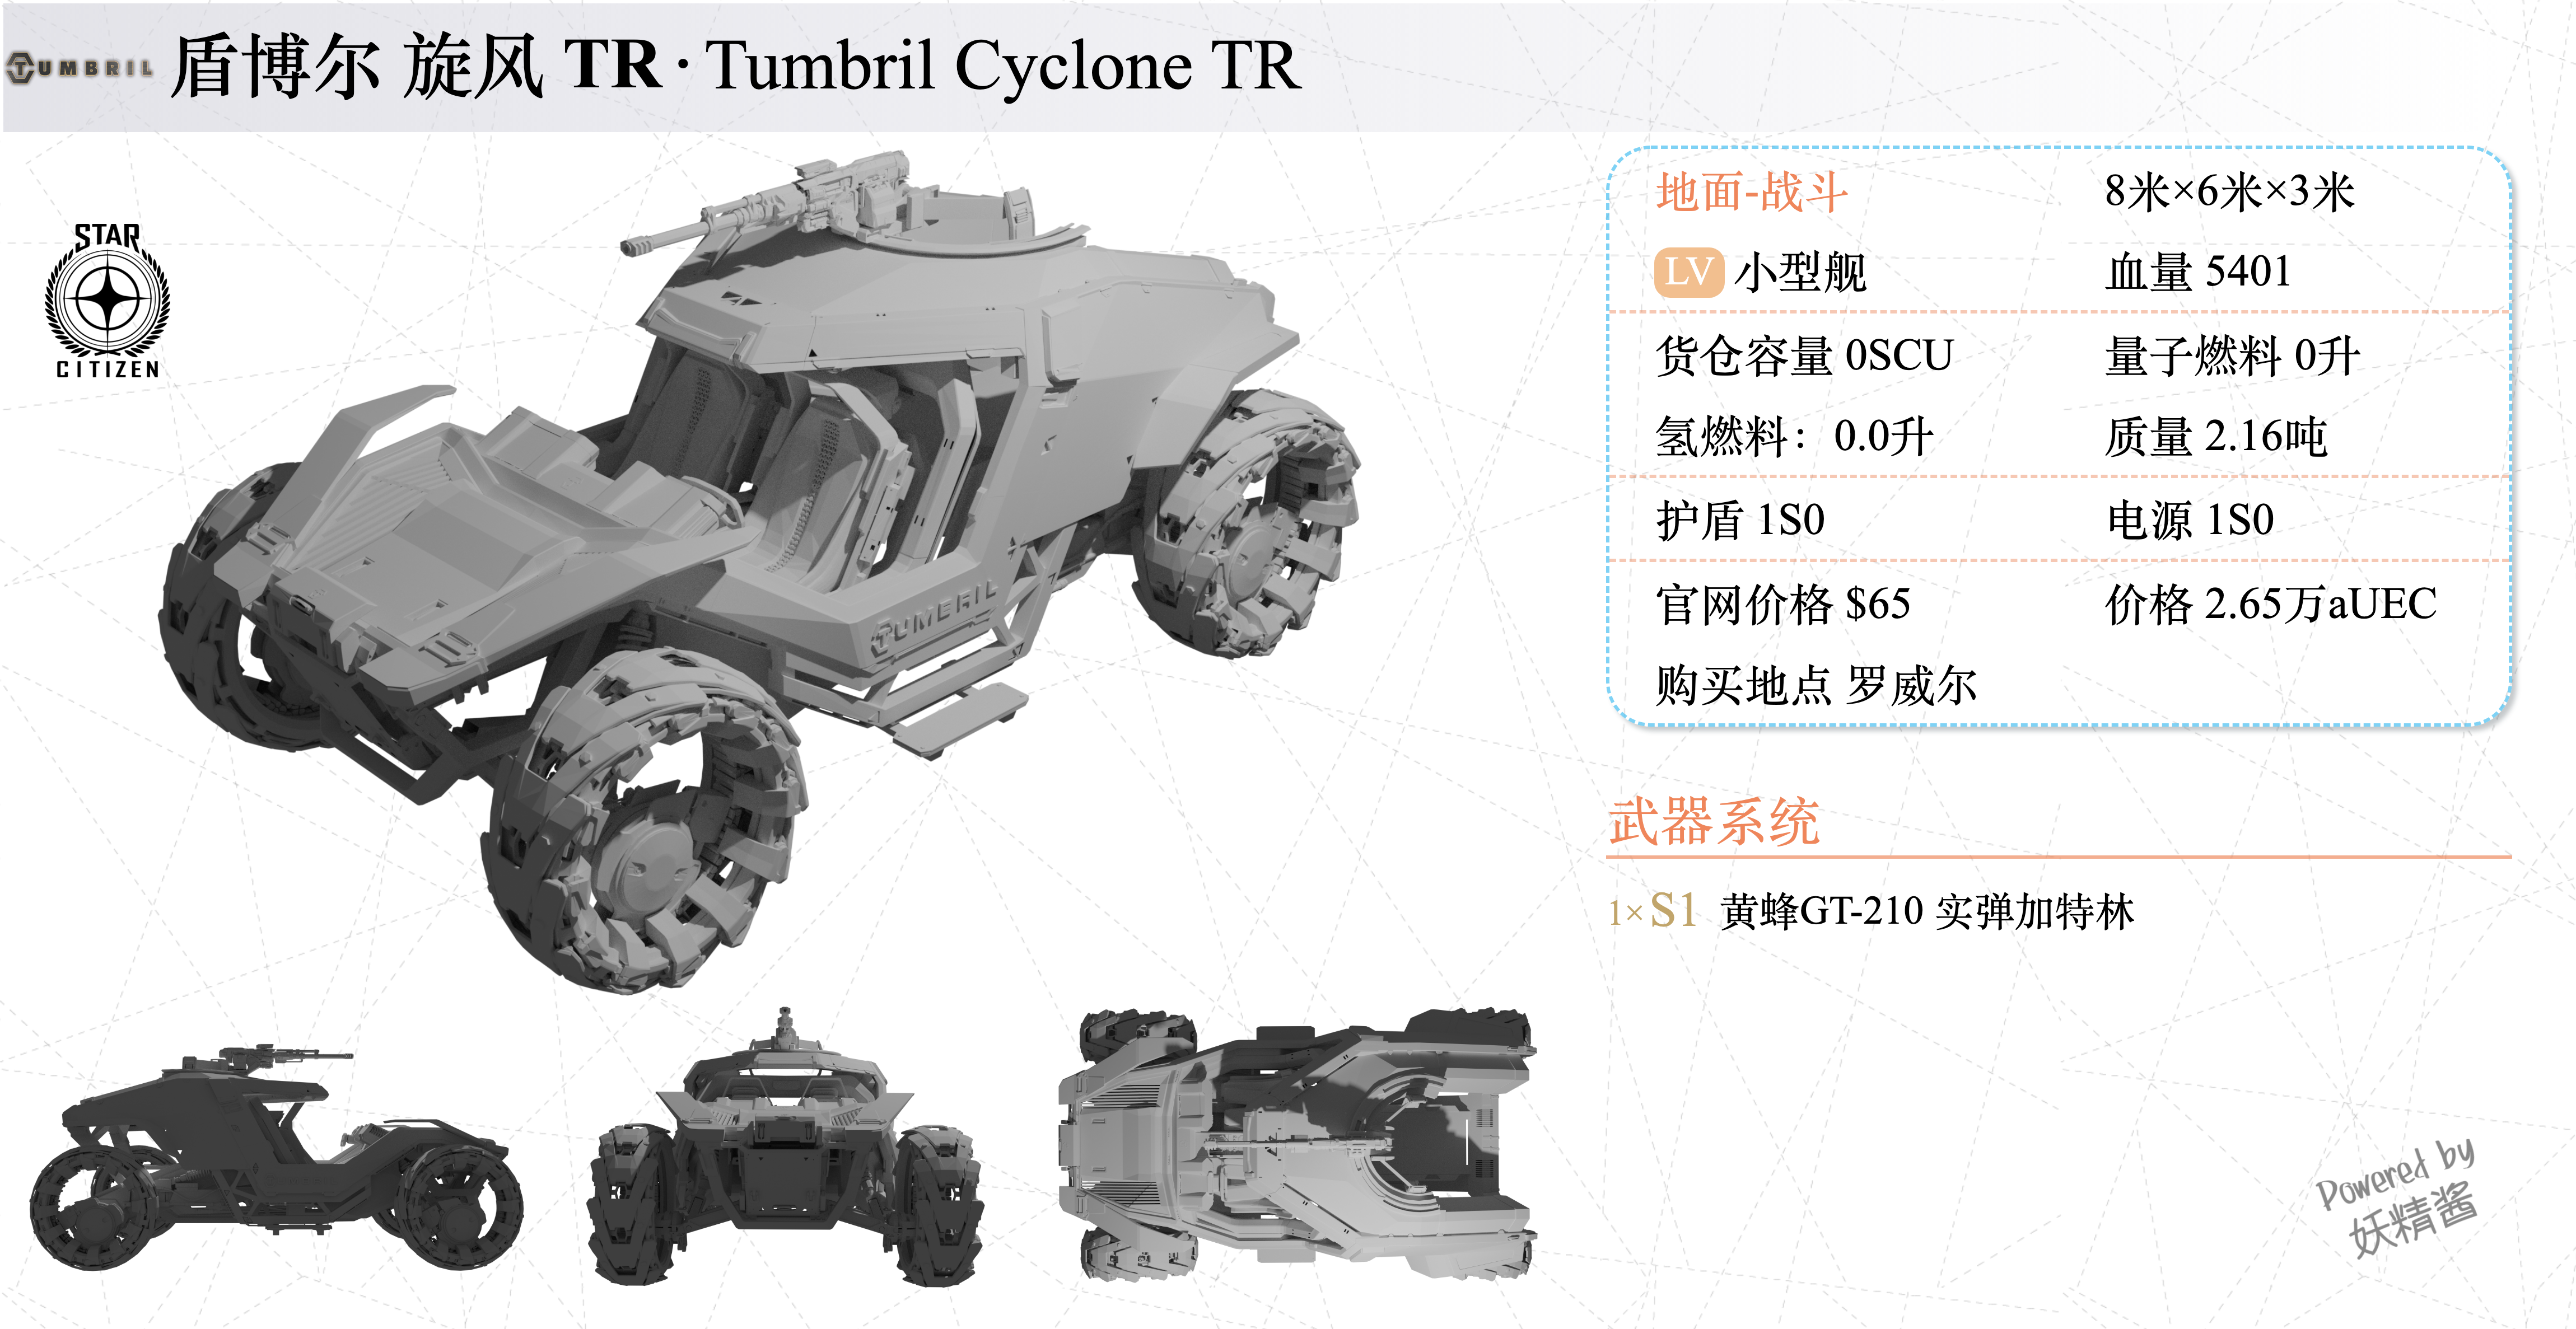 TUMBRIL 盾博尔 旋风 TR · Tumbril Cyclone TR
STAR
CITIZEN
TUMBRIL
地面-战斗 8米×6米×3米
LV 小型舰 血量 5401
货仓容量 0SCU 量子燃料 0升
氢燃料：0.0升 质量 2.16吨
护盾 1S0 电源 1S0
官网价格 $65 价格 2.65万aUEC
购买地点 罗威尔
武器系统
1× S1 黄蜂GT-210 实弹加特林
Powered by
妖精酱